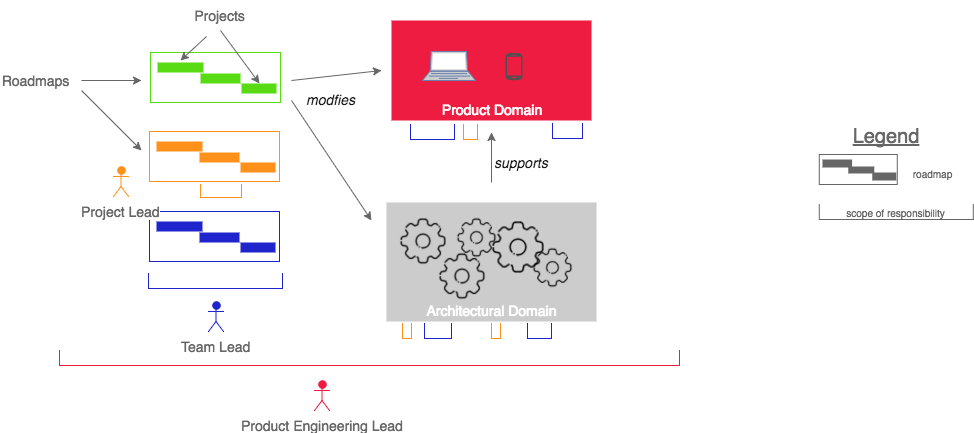 Projects
Roadmaps
modfies
Product Domain
supports
Project Lead
Architectural Domain
Team Lead
Product Engineering Lead
Legend
roadmap
scope of responsibility